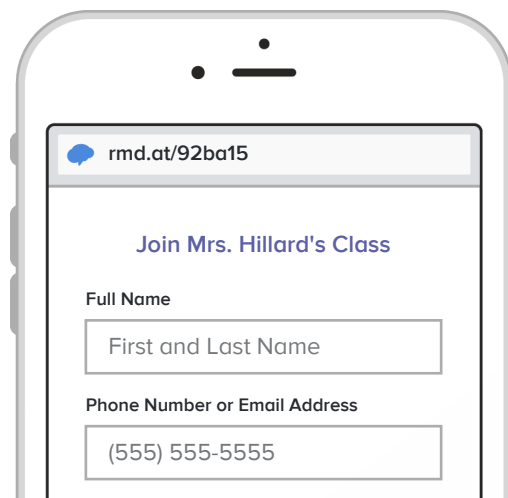 rmd.at/92ba15
Join Mrs. Hillard's Class
Full Name
First and Last Name
Phone Number or Email Address
(555) 555-5555